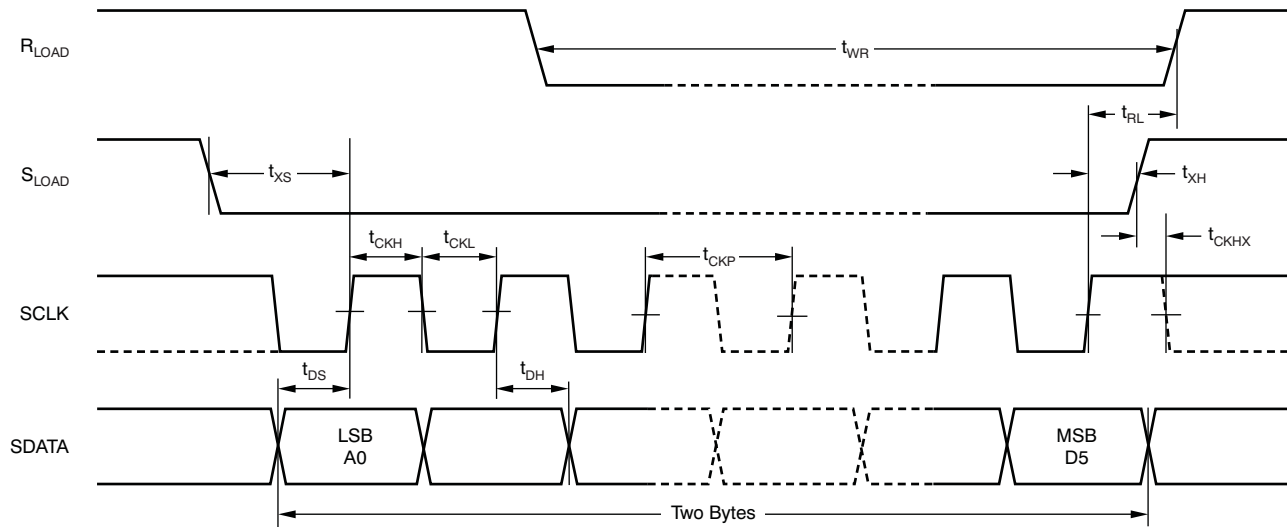 R_LOAD
t_WR
t_RL
S_LOAD
t_XS
t_XH
t_CKH
t_CKL
t_CKP
t_CKHX
SCLK
t_DS
t_DH
SDATA
LSB
A0
MSB
D5
Two Bytes